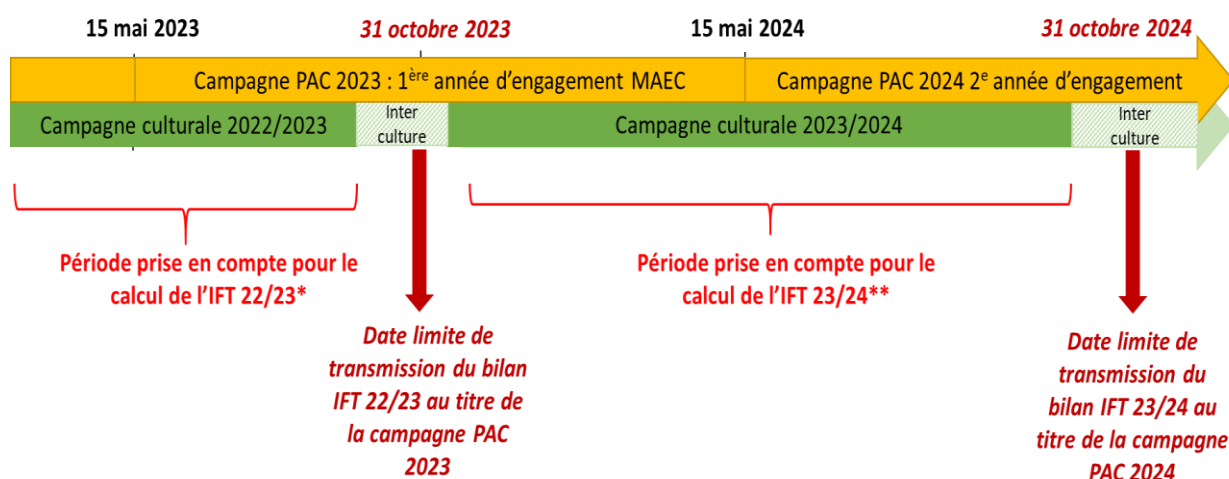 15 mai 2023
31 octobre 2023
15 mai 2024
31 octobre 2024
Campagne PAC 2023 : 1ère année d'engagement MAEC
Campagne PAC 2024 2e année d'engagement
Campagne culturale 2022/2023
Inter
culture
Campagne culturale 2023/2024
Inter
culture
Période prise en compte pour le
calcul de l'IFT 22/23*
Période prise en compte pour le
calcul de l'IFT 23/24**
Date limite de
transmission du bilan
IFT 22/23 au titre de
la campagne PAC
2023
Date limite de
transmission du
bilan IFT 23/24 au
titre de la campagne
PAC 2024